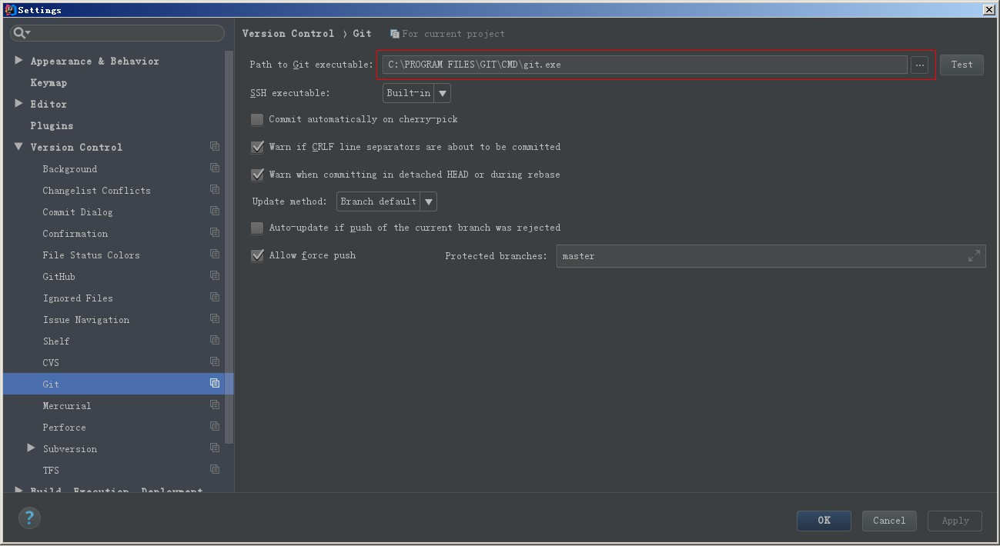 Settings
Appearance & Behavior
Keymap
Editor
Plugins
Version Control
Background
Changelist Conflicts
Commit Dialog
Confirmation
File Status Colors
GitHub
Ignored Files
Issue Navigation
Shelf
CVS
Git
Mercurial
Perforce
Subversion
TFS
Build, Execution, Deployment
Version Control › Git For current project
Path to Git executable: C:\PROGRAM FILES\GIT\CMD\git.exe ... Test
SSH executable: Built-in
Commit automatically on cherry-pick
Warn if CRLF line separators are about to be committed
Warn when committing in detached HEAD or during rebase
Update method: Branch default
Auto-update if push of the current branch was rejected
Allow force push Protected branches: master
? OK Cancel Apply